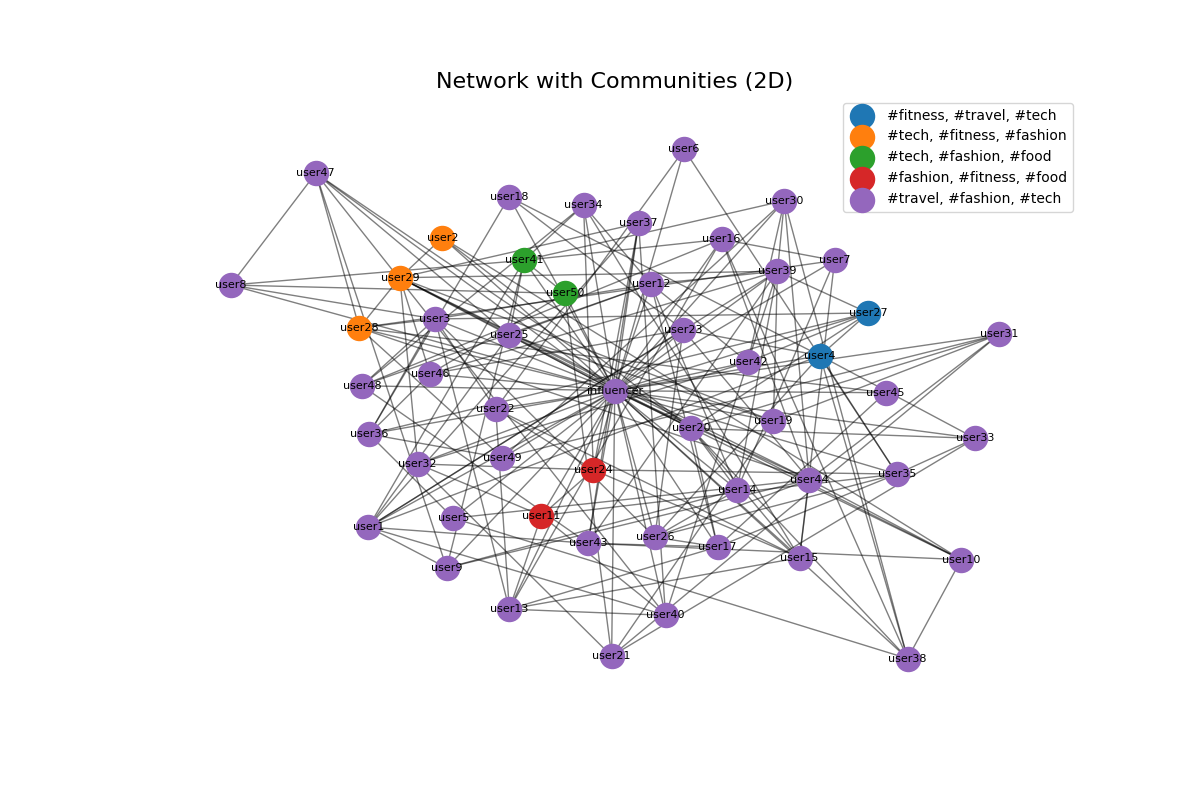 Network with Communities (2D)
#fitness, #travel, #tech
#tech, #fitness, #fashion
#tech, #fashion, #food
#fashion, #fitness, #food
#travel, #fashion, #tech
user6
user47
user18
user34
user30
user37
user2
user16
user41
user7
user39
user29
user8
user12
user50
user27
user3
user28
user23
user25
user31
user4
user42
user46
user48
influencer
user45
user22
user19
user20
user36
user33
user49
user32
user24
user35
user44
user14
user11
user5
user1
user26
user43
user17
user15
user10
user9
user13
user40
user21
user38